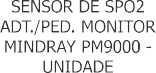 SENSOR DE SPO2
ADT./PED. MONITOR
MINDRAY PM9000 -
UNIDADE